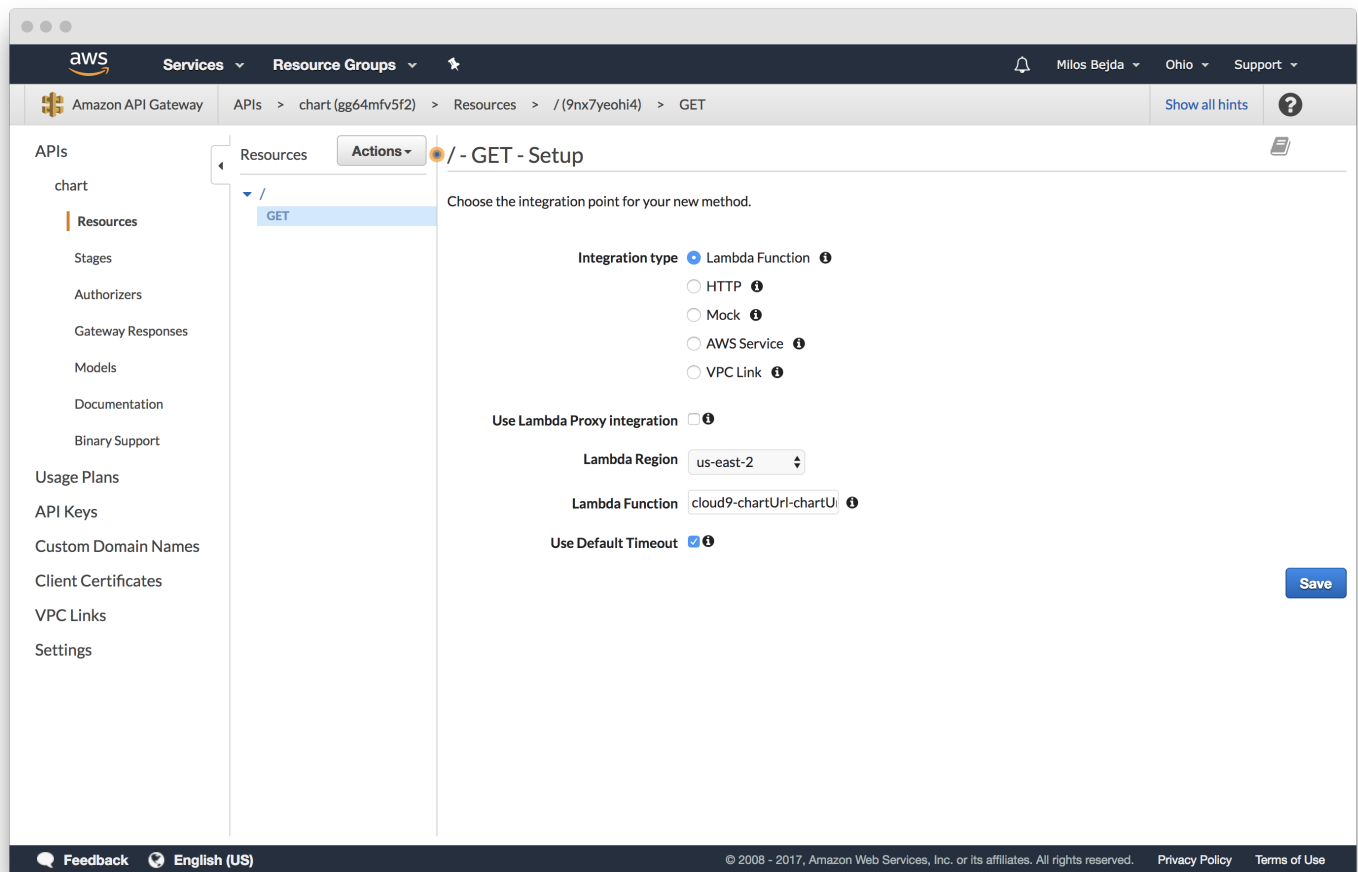 aws Services Resource Groups Milos Bejda Ohio Support
Amazon API Gateway APIs > chart (gg64mfv5f2) > Resources > / (9nx7yeohi4) > GET Show all hints ?
APIs
chart
Resources
Stages
Authorizers
Gateway Responses
Models
Documentation
Binary Support
Usage Plans
API Keys
Custom Domain Names
Client Certificates
VPC Links
Settings
Resources Actions
/
GET
/ - GET - Setup
Choose the integration point for your new method.
Integration type Lambda Function
HTTP
Mock
AWS Service
VPC Link
Use Lambda Proxy integration
Lambda Region us-east-2
Lambda Function cloud9-chartUrl-chartU
Use Default Timeout
Save
Feedback English (US) © 2008 - 2017, Amazon Web Services, Inc. or its affiliates. All rights reserved. Privacy Policy Terms of Use